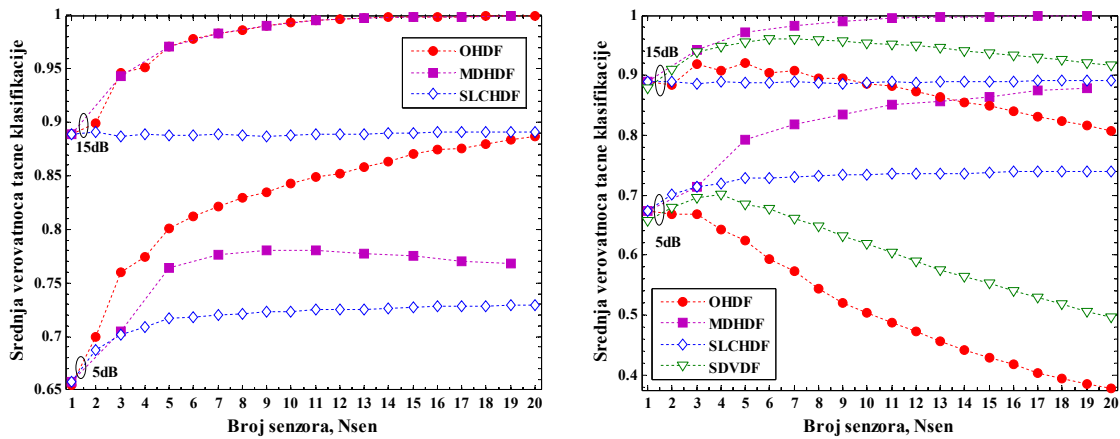 Srednja verovatnoca tacne klasifikacije
1
0.95
0.9
0.85
0.8
0.75
0.7
0.65
OHDF
MDHDF
SLCHDF
15dB
5dB
1 2 3 4 5 6 7 8 9 10 11 12 13 14 15 16 17 18 19 20
Broj senzora, Nsen
Srednja verovatnoca tacne klasifikacije
1
0.9
0.8
0.7
0.6
0.5
0.4
15dB
5dB
OHDF
MDHDF
SLCHDF
SDVDF
1 2 3 4 5 6 7 8 9 10 11 12 13 14 15 16 17 18 19 20
Broj senzora, Nsen